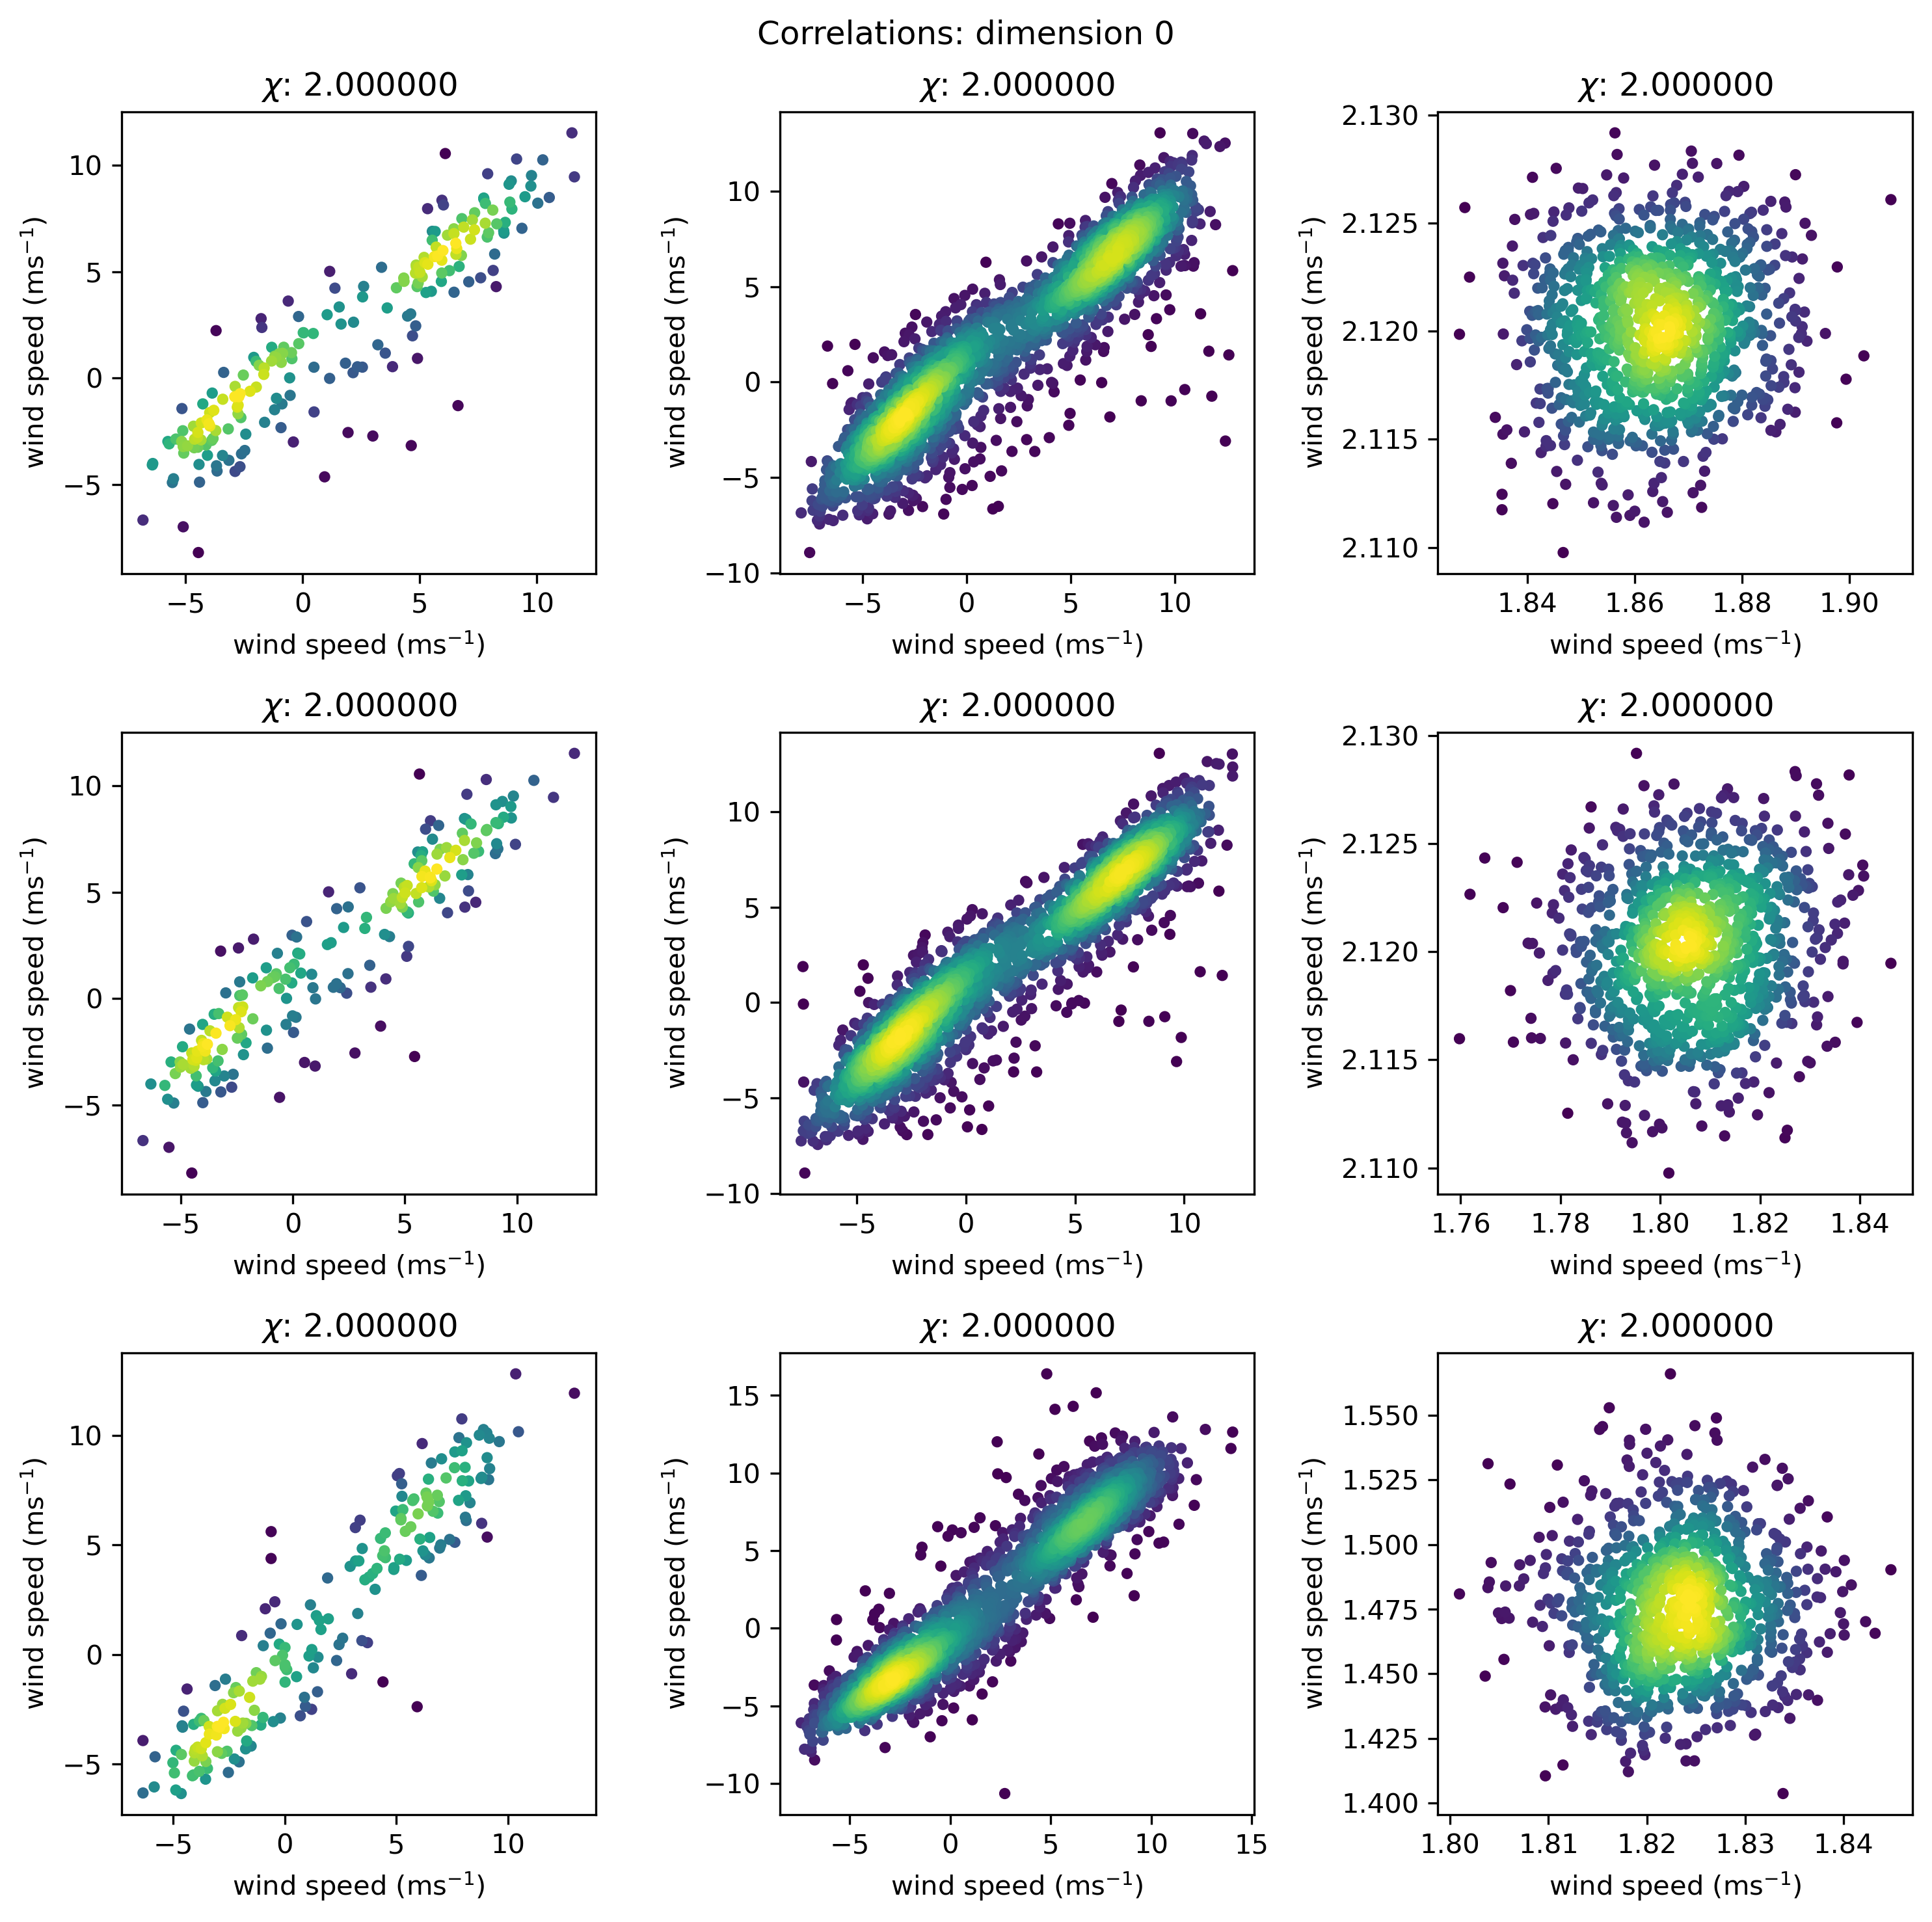 Correlations: dimension 0
χ: 2.000000 χ: 2.000000 χ: 2.000000
10
5
0
−5
wind speed (ms⁻¹)
−5 0 5 10
wind speed (ms⁻¹)
10
5
0
−5
−10
wind speed (ms⁻¹)
−5 0 5 10
wind speed (ms⁻¹)
2.130
2.125
2.120
2.115
2.110
wind speed (ms⁻¹)
1.84 1.86 1.88 1.90
wind speed (ms⁻¹)
χ: 2.000000 χ: 2.000000 χ: 2.000000
10
5
0
−5
wind speed (ms⁻¹)
−5 0 5 10
wind speed (ms⁻¹)
10
5
0
−5
−10
wind speed (ms⁻¹)
−5 0 5 10
wind speed (ms⁻¹)
2.130
2.125
2.120
2.115
2.110
wind speed (ms⁻¹)
1.76 1.78 1.80 1.82 1.84
wind speed (ms⁻¹)
χ: 2.000000 χ: 2.000000 χ: 2.000000
10
5
0
−5
wind speed (ms⁻¹)
−5 0 5 10
wind speed (ms⁻¹)
15
10
5
0
−5
−10
wind speed (ms⁻¹)
−5 0 5 10 15
wind speed (ms⁻¹)
1.550
1.525
1.500
1.475
1.450
1.425
1.400
wind speed (ms⁻¹)
1.80 1.81 1.82 1.83 1.84
wind speed (ms⁻¹)